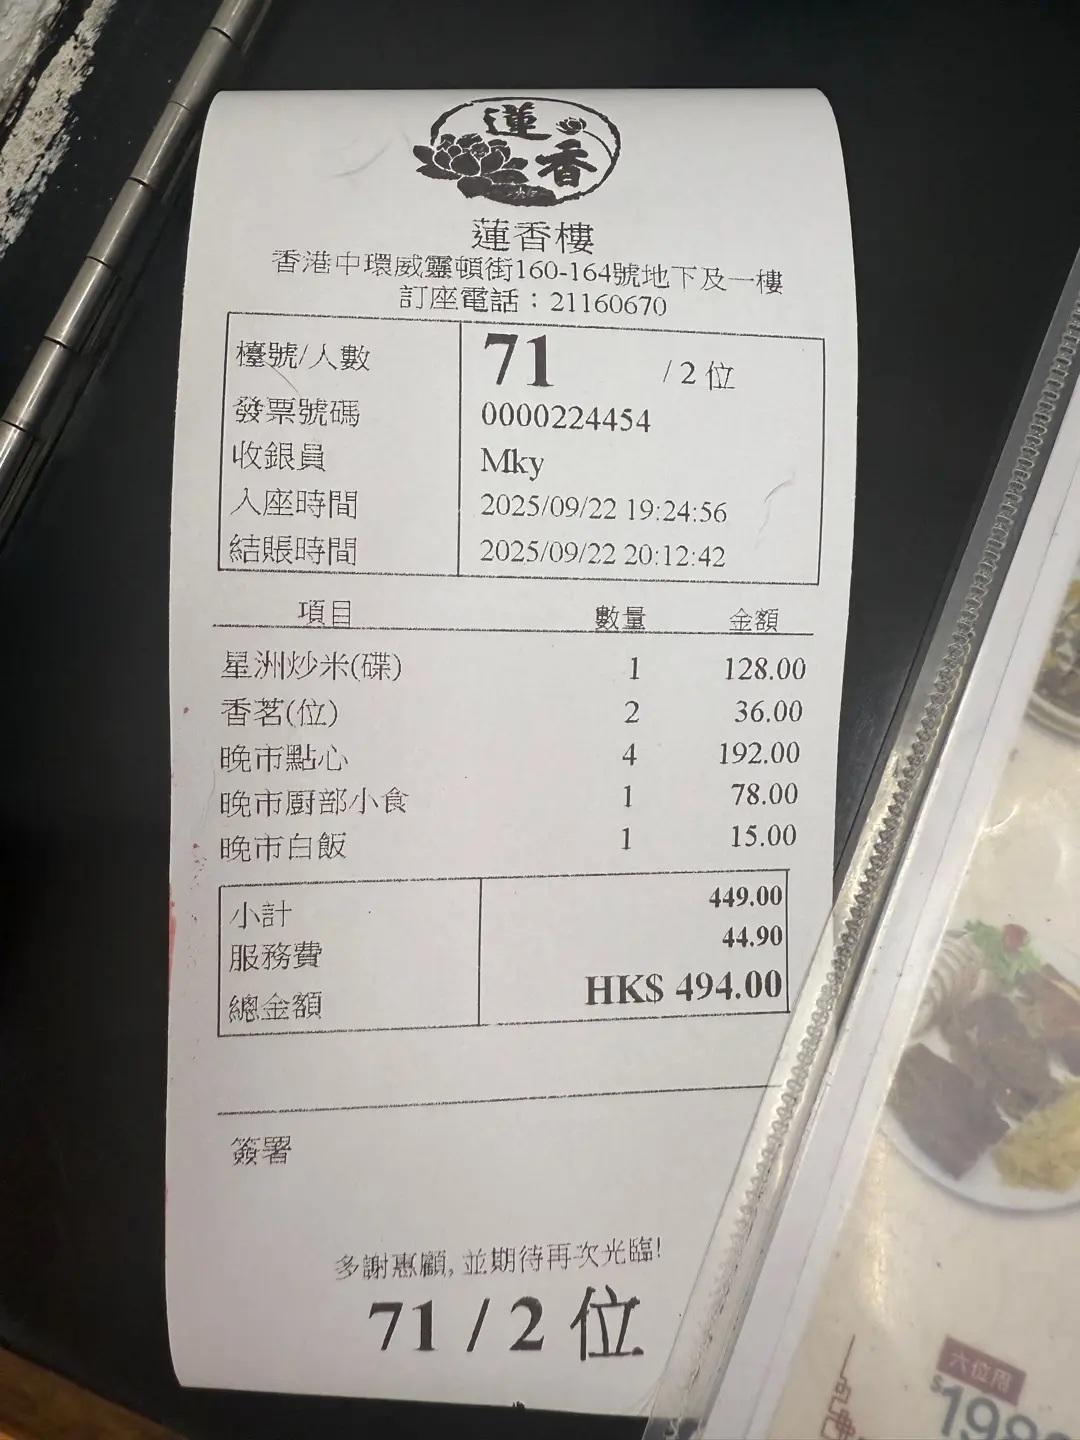 蓮香
蓮香樓
香港中環威靈頓街160-164號地下及一樓
訂座電話：21160670
檯號/人數 71 / 2 位
發票號碼 0000224454
收銀員 Mky
入座時間 2025/09/22 19:24:56
結賬時間 2025/09/22 20:12:42
項目 數量 金額
星洲炒米(碟) 1 128.00
香茗(位) 2 36.00
晚市點心 4 192.00
晚市廚部小食 1 78.00
晚市白飯 1 15.00
小計 449.00
服務費 44.90
總金額 HK$ 494.00
簽署
多謝惠顧, 並期待再次光臨!
71 / 2 位
六位用
$198